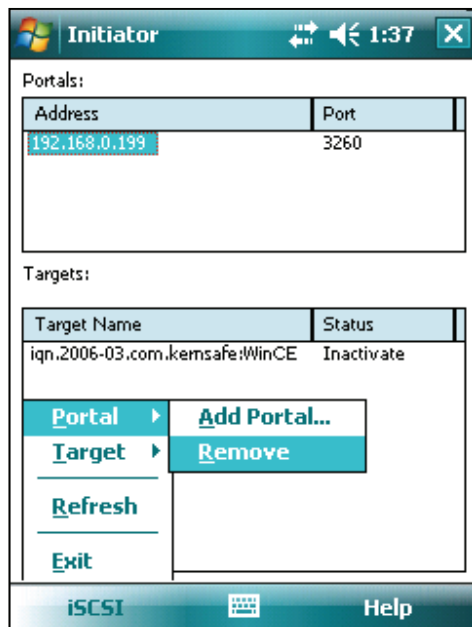 Initiator 1:37
Portals:
Address Port
192.168.0.199 3260
Targets:
Target Name Status
iqn.2006-03.com.kernsafe:WinCE Inactivate
Portal Add Portal...
Target Remove
Refresh
Exit
iSCSI Help